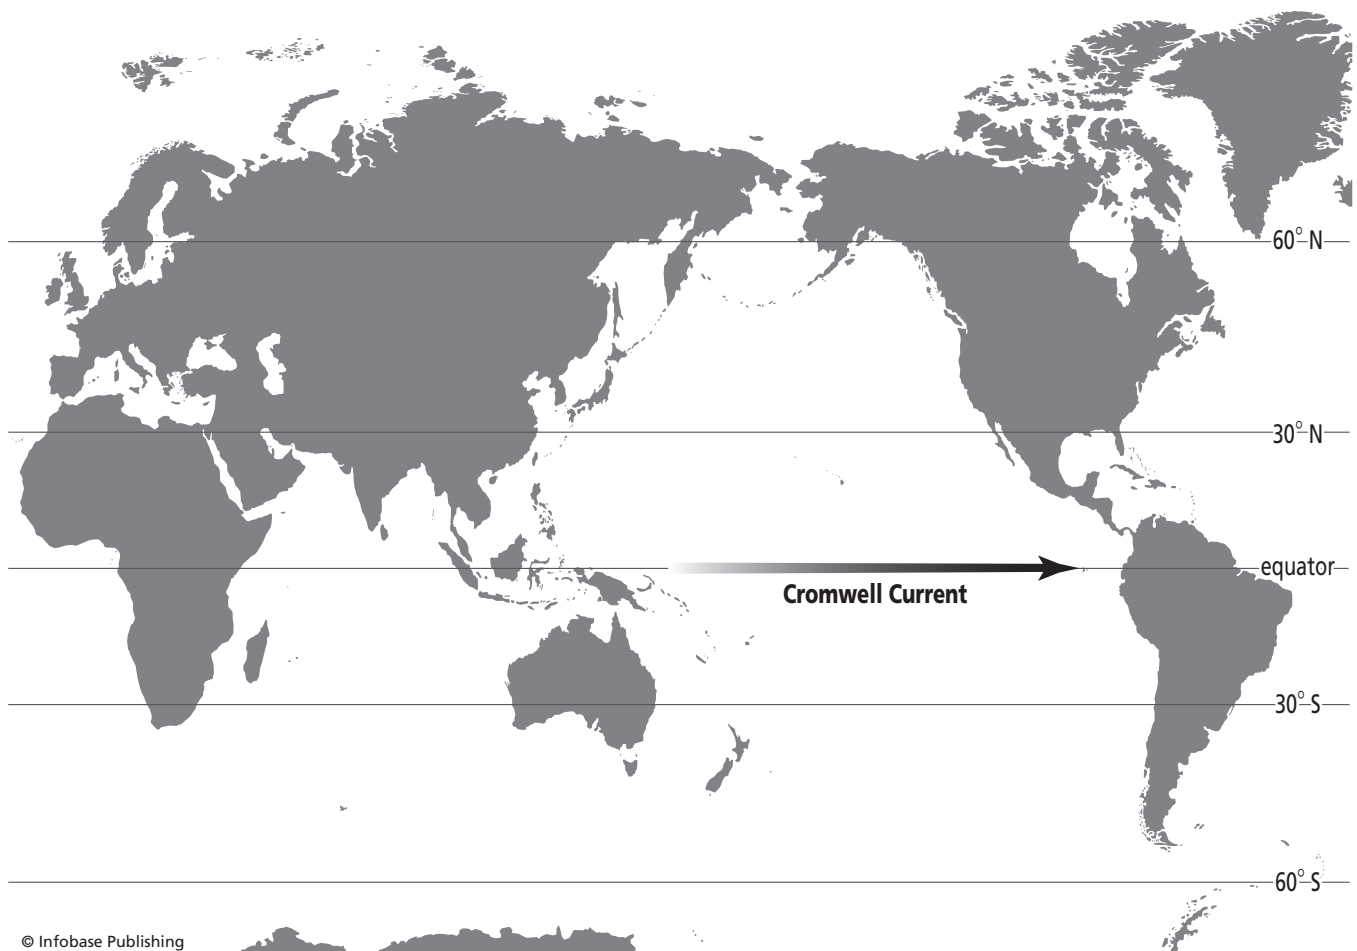 60° N
30° N
equator
Cromwell Current
30° S
60° S
© Infobase Publishing